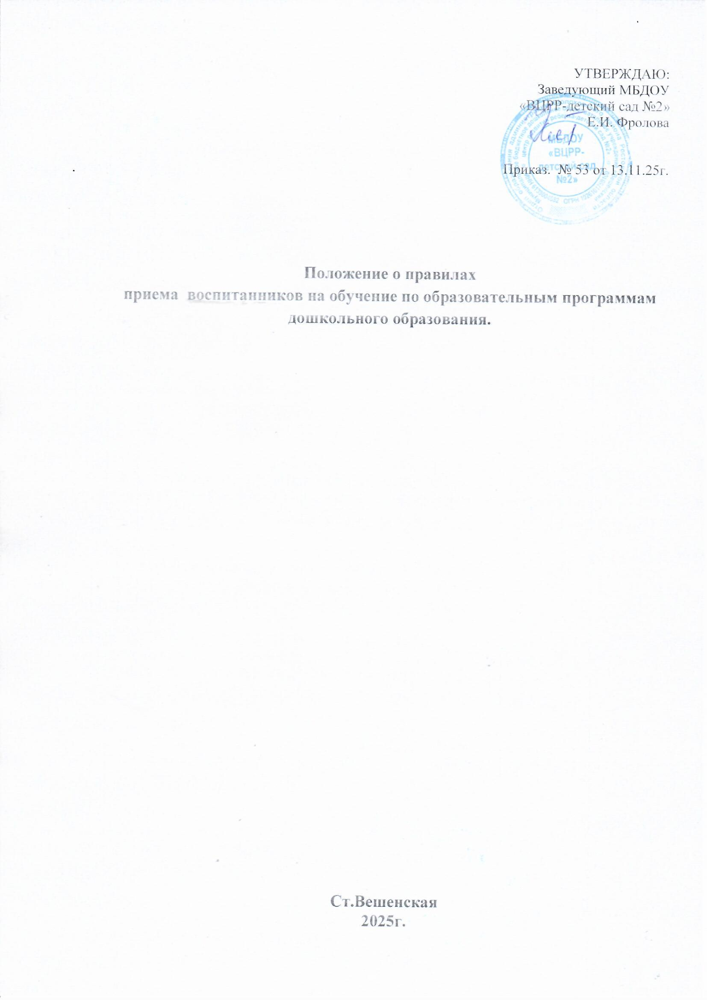 УТВЕРЖДАЮ:
Заведующий МБДОУ
«ВЦРР-детский сад №2»
Е.И. Фролова
МБДОУ
«ВЦРР-
детский сад
№2»
Приказ. № 53 от 13.11.25г.
Положение о правилах
приема воспитанников на обучение по образовательным программам
дошкольного образования.
Ст.Вешенская
2025г.